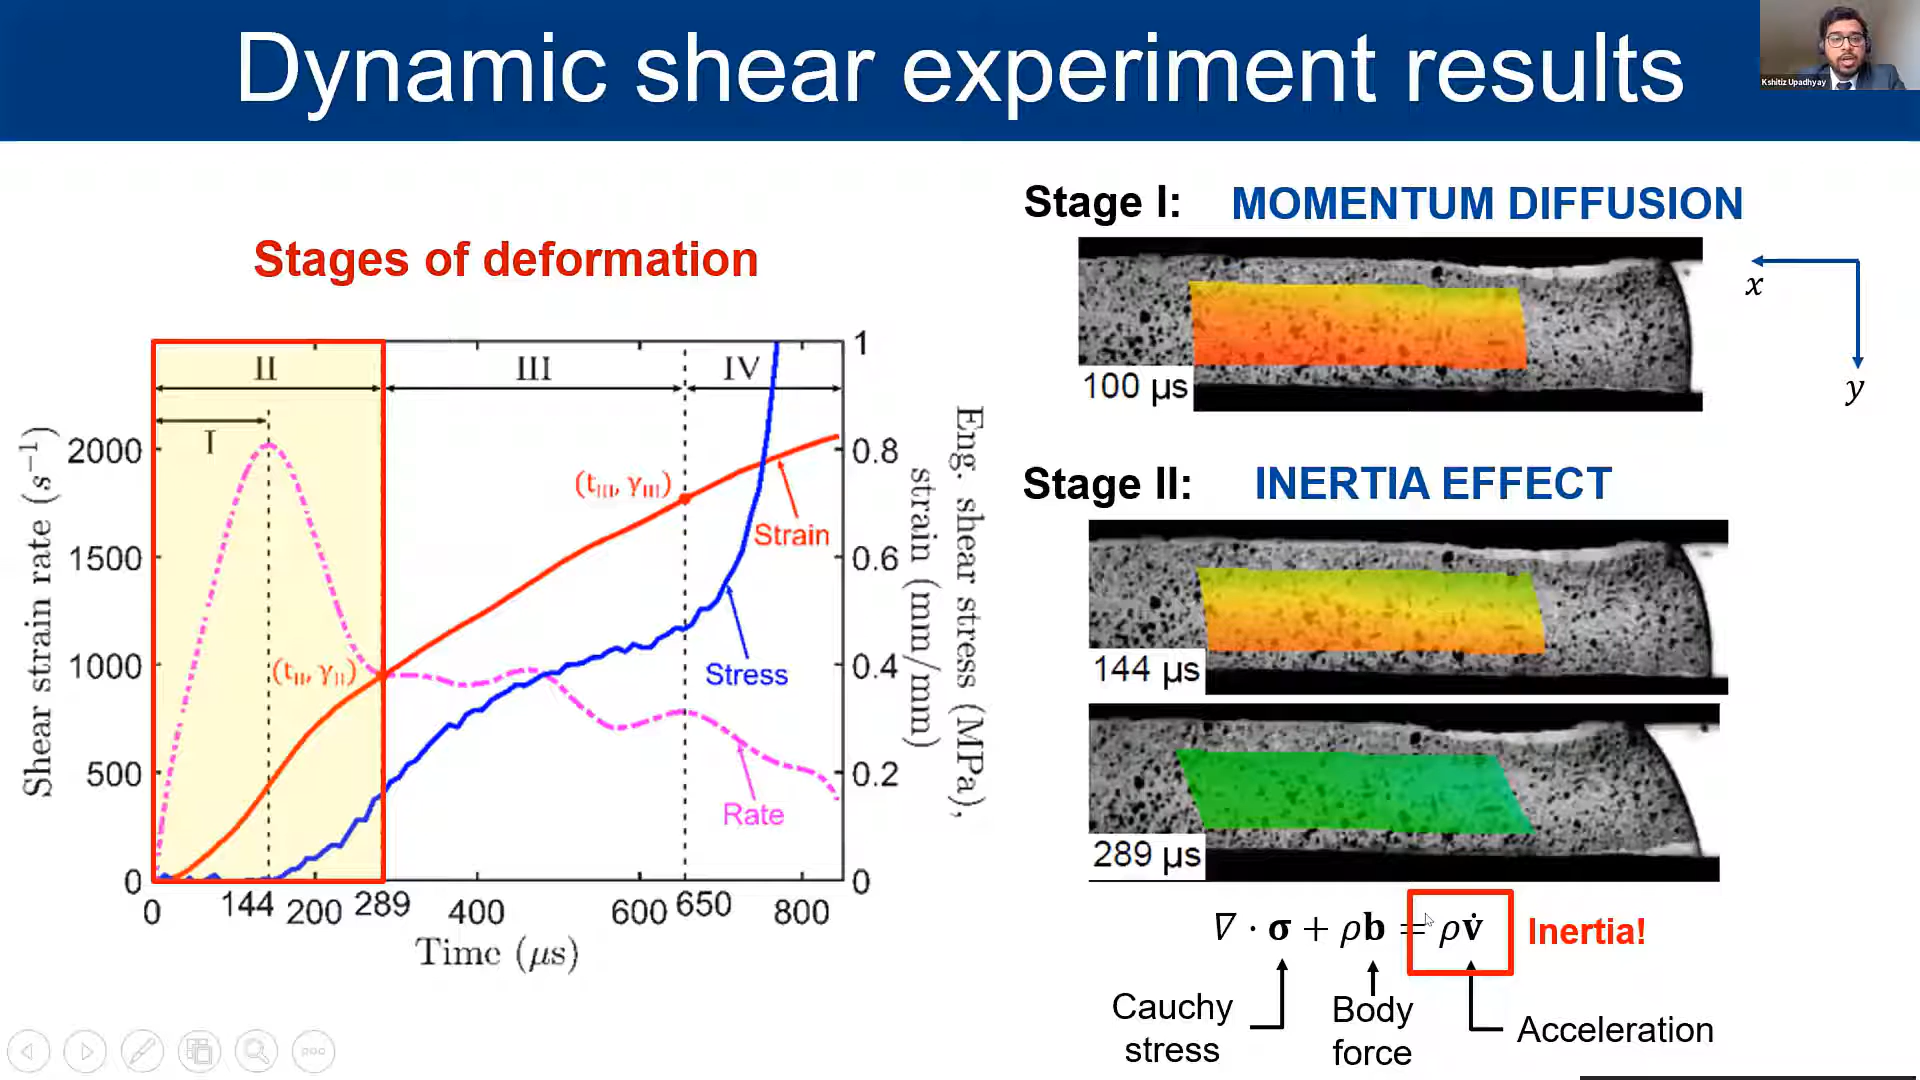 Dynamic shear experiment results
Kshitiz Upadhyay
Stages of deformation
II
III
IV
I
(tIII, γIII)
(tII, γII)
Strain
Stress
Rate
Shear strain rate (s⁻¹)
2000
1500
1000
500
0
1
0.8
0.6
0.4
0.2
0
Eng. shear stress (MPa),
strain (mm/mm)
0
144
200
289
400
600
650
800
Time (μs)
Stage I: MOMENTUM DIFFUSION
100 μs
x
y
Stage II: INERTIA EFFECT
144 μs
289 μs
∇ · σ + ρb = ρv̇
Inertia!
Cauchy
stress
Body
force
Acceleration